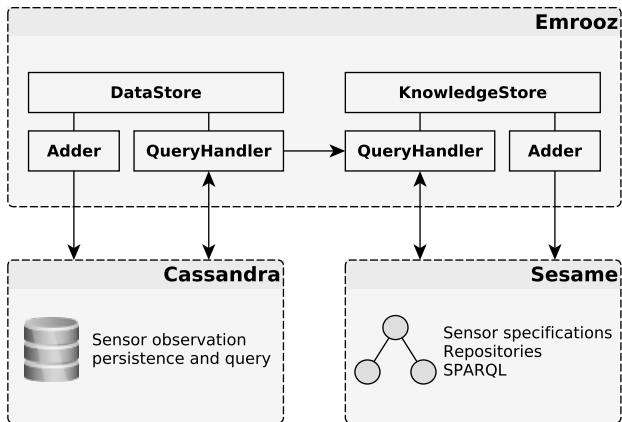 Emrooz
DataStore
KnowledgeStore
Adder
QueryHandler
QueryHandler
Adder
Cassandra
Sensor observation
persistence and query
Sesame
Sensor specifications
Repositories
SPARQL